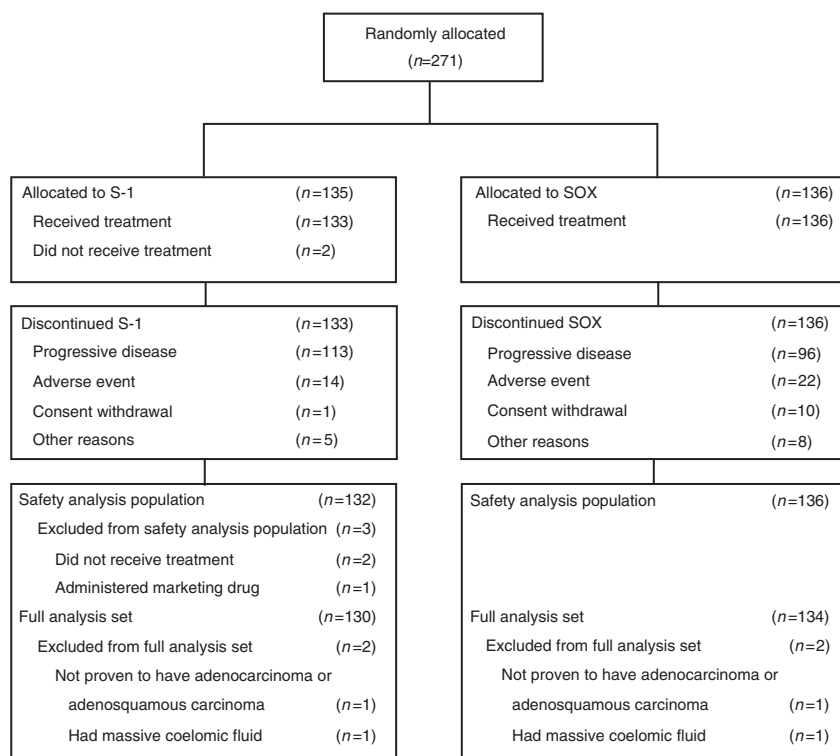 Randomly allocated
(n=271)
Allocated to S-1 (n=135)
Received treatment (n=133)
Did not receive treatment (n=2)
Allocated to SOX (n=136)
Received treatment (n=136)
Discontinued S-1 (n=133)
Progressive disease (n=113)
Adverse event (n=14)
Consent withdrawal (n=1)
Other reasons (n=5)
Discontinued SOX (n=136)
Progressive disease (n=96)
Adverse event (n=22)
Consent withdrawal (n=10)
Other reasons (n=8)
Safety analysis population (n=132)
Excluded from safety analysis population (n=3)
Did not receive treatment (n=2)
Administered marketing drug (n=1)
Full analysis set (n=130)
Excluded from full analysis set (n=2)
Not proven to have adenocarcinoma or
adenosquamous carcinoma (n=1)
Had massive coelomic fluid (n=1)
Safety analysis population (n=136)
Full analysis set (n=134)
Excluded from full analysis set (n=2)
Not proven to have adenocarcinoma or
adenosquamous carcinoma (n=1)
Had massive coelomic fluid (n=1)